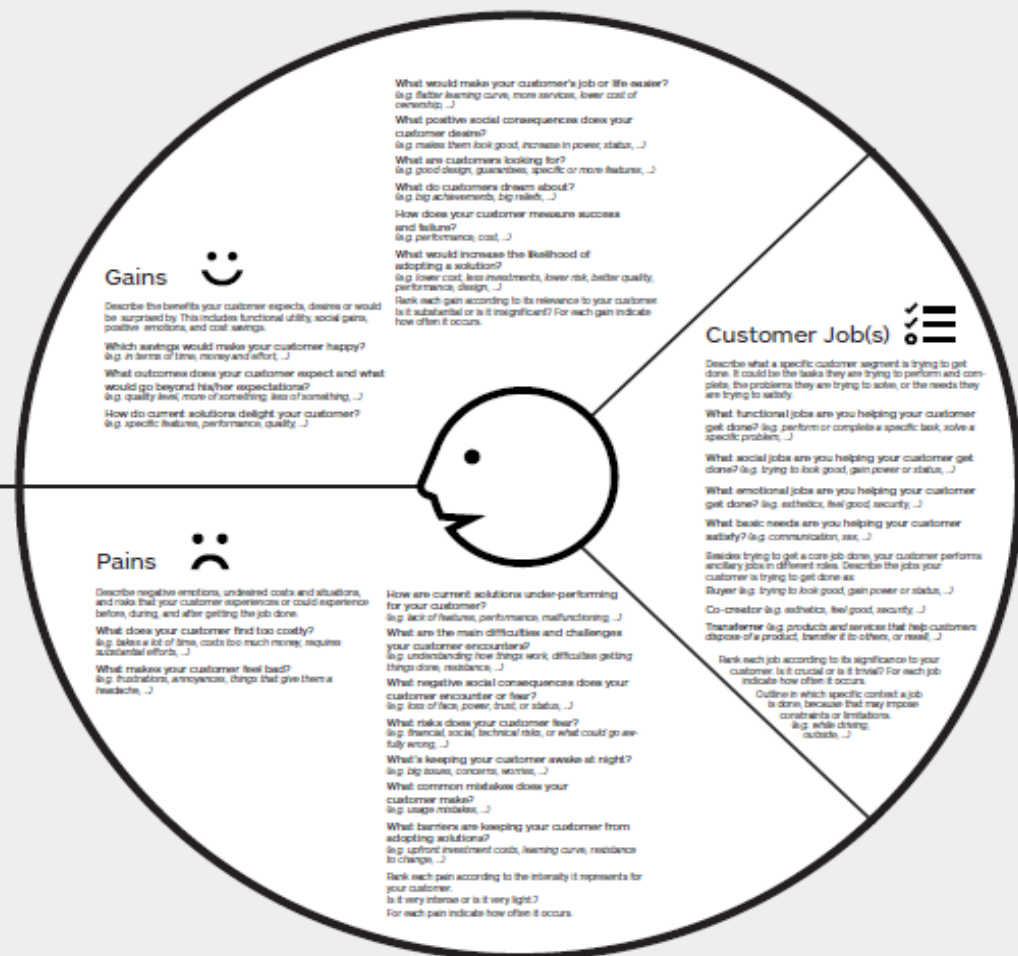 Gains
Describe the benefits your customer expects, desires or would
be surprised by. This includes functional utility, social gains,
positive emotions, and cost savings.
Which savings would make your customer happy?
(e.g. in terms of time, money and effort, …)
What outcomes does your customer expect and what
would go beyond his/her expectations?
(e.g. quality level, more of something, less of something, …)
How do current solutions delight your customer?
(e.g. specific features, performance, quality, …)
What would make your customer's job or life easier?
(e.g. flatter learning curve, more services, lower cost of
ownership, …)
What positive social consequences does your
customer desire?
(e.g. makes them look good, increase in power, status, …)
What are customers looking for?
(e.g. good design, guarantees, specific or more features, …)
What do customers dream about?
(e.g. big achievements, big reliefs, …)
How does your customer measure success
and failure?
(e.g. performance, cost, …)
What would increase the likelihood of
adopting a solution?
(e.g. lower cost, less investments, lower risk, better quality,
performance, design, …)
Rank each gain according to its relevance to your customer.
Is it substantial or is it insignificant? For each gain indicate
how often it occurs.
Customer Job(s)
Describe what a specific customer segment is trying to get
done. It could be the tasks they are trying to perform and com-
plete, the problems they are trying to solve, or the needs they
are trying to satisfy.
What functional jobs are you helping your customer
get done? (e.g. perform or complete a specific task, solve a
specific problem, …)
What social jobs are you helping your customer get
done? (e.g. trying to look good, gain power or status, …)
What emotional jobs are you helping your customer
get done? (e.g. esthetics, feel good, security, …)
What basic needs are you helping your customer
satisfy? (e.g. communication, sex, …)
Besides trying to get a core job done, your customer performs
ancillary jobs in different roles. Describe the jobs your
customer is trying to get done as:
Buyer (e.g. trying to look good, gain power or status, …)
Co-creator (e.g. esthetics, feel good, security, …)
Transferrer (e.g. products and services that help customers
dispose of a product, transfer it to others, or resell, …)
Rank each job according to its significance to your
customer. Is it crucial or is it trivial? For each job
indicate how often it occurs.
Outline in which specific context a job
is done, because that may impose
constraints or limitations.
(e.g. while driving,
outside, …)
Pains
Describe negative emotions, undesired costs and situations,
and risks that your customer experiences or could experience
before, during, and after getting the job done.
What does your customer find too costly?
(e.g. takes a lot of time, costs too much money, requires
substantial efforts, …)
What makes your customer feel bad?
(e.g. frustrations, annoyances, things that give them a
headache, …)
How are current solutions under-performing
for your customer?
(e.g. lack of features, performance, malfunctioning, …)
What are the main difficulties and challenges
your customer encounters?
(e.g. understanding how things work, difficulties getting
things done, resistance, …)
What negative social consequences does your
customer encounter or fear?
(e.g. loss of face, power, trust, or status, …)
What risks does your customer fear?
(e.g. financial, social, technical risks, or what could go aw-
fully wrong, …)
What's keeping your customer awake at night?
(e.g. big issues, concerns, worries, …)
What common mistakes does your
customer make?
(e.g. usage mistakes, …)
What barriers are keeping your customer from
adopting solutions?
(e.g. upfront investment costs, learning curve, resistance
to change, …)
Rank each pain according to the intensity it represents for
your customer.
Is it very intense or is it very light.?
For each pain indicate how often it occurs.